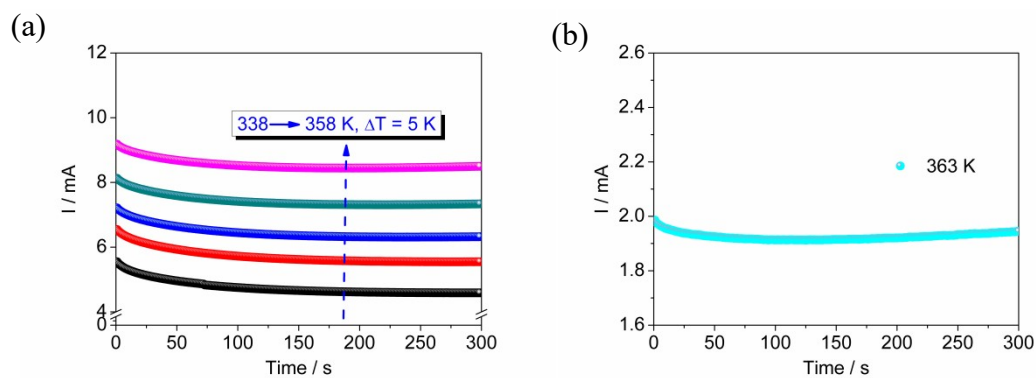 (a)
12
10
8
6
4
0
I / mA
338→ 358 K, ΔT = 5 K
0 50 100 150 200 250 300
Time / s
(b)
2.6
2.4
2.2
2.0
1.8
1.6
I / mA
363 K
0 50 100 150 200 250 300
Time / s